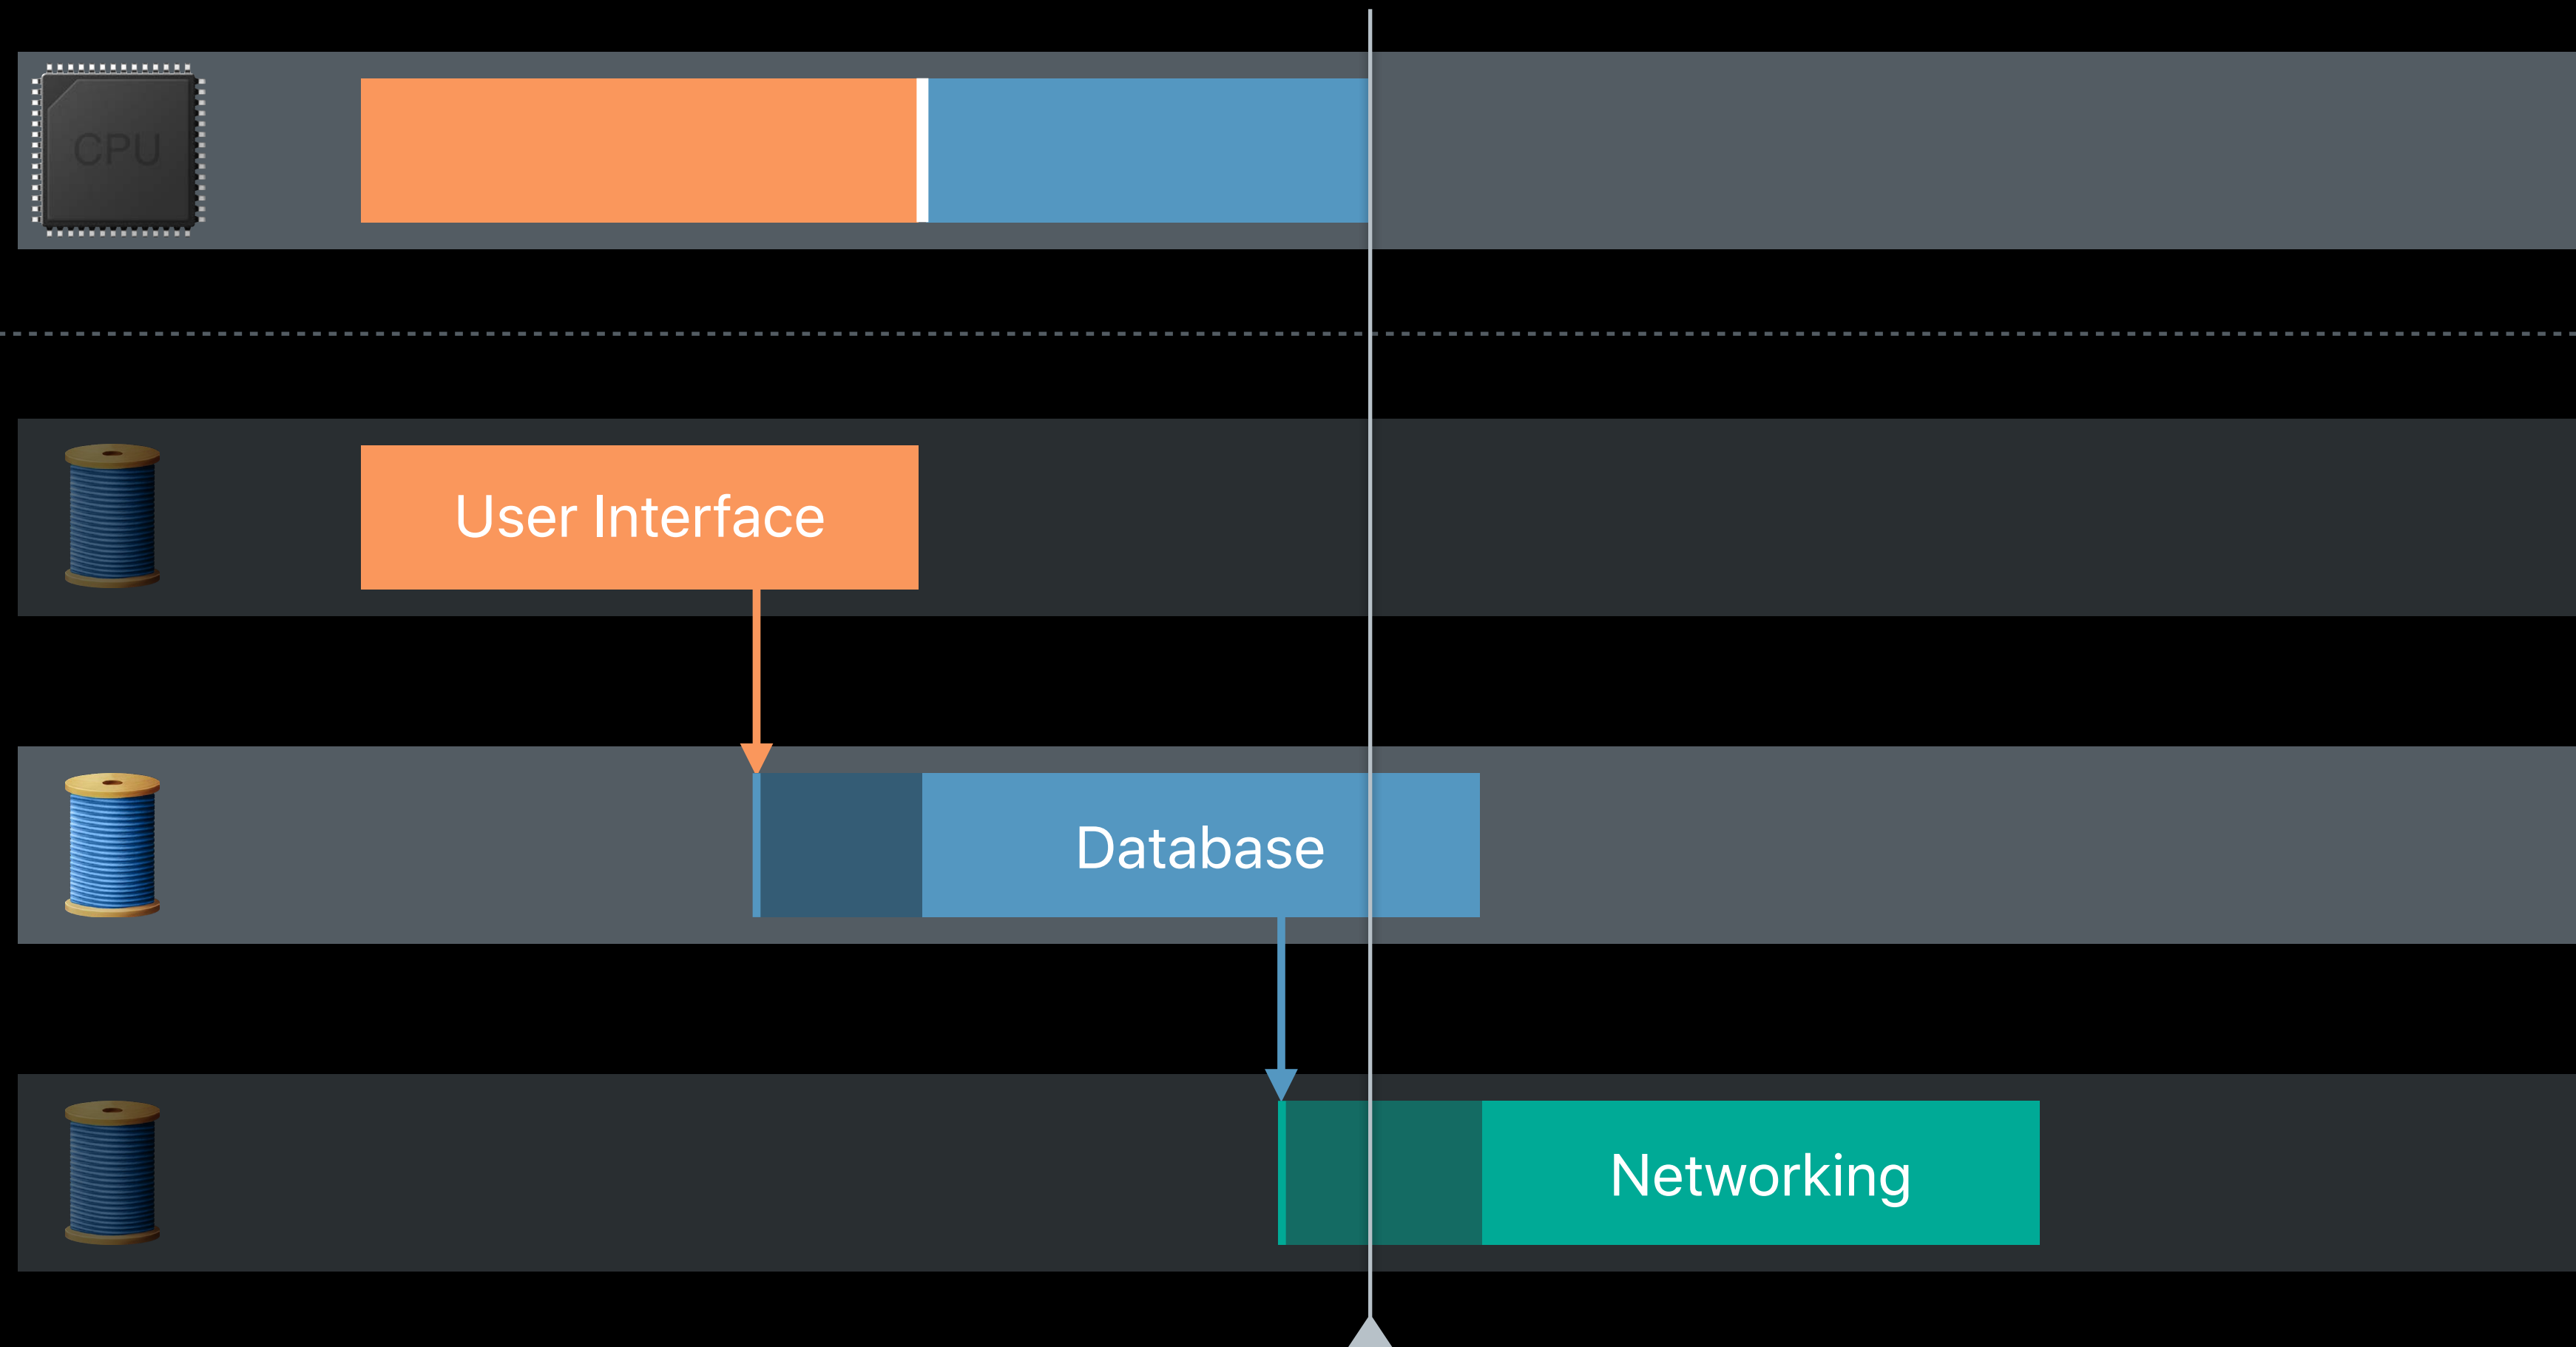 CPU
User Interface
Database
Networking